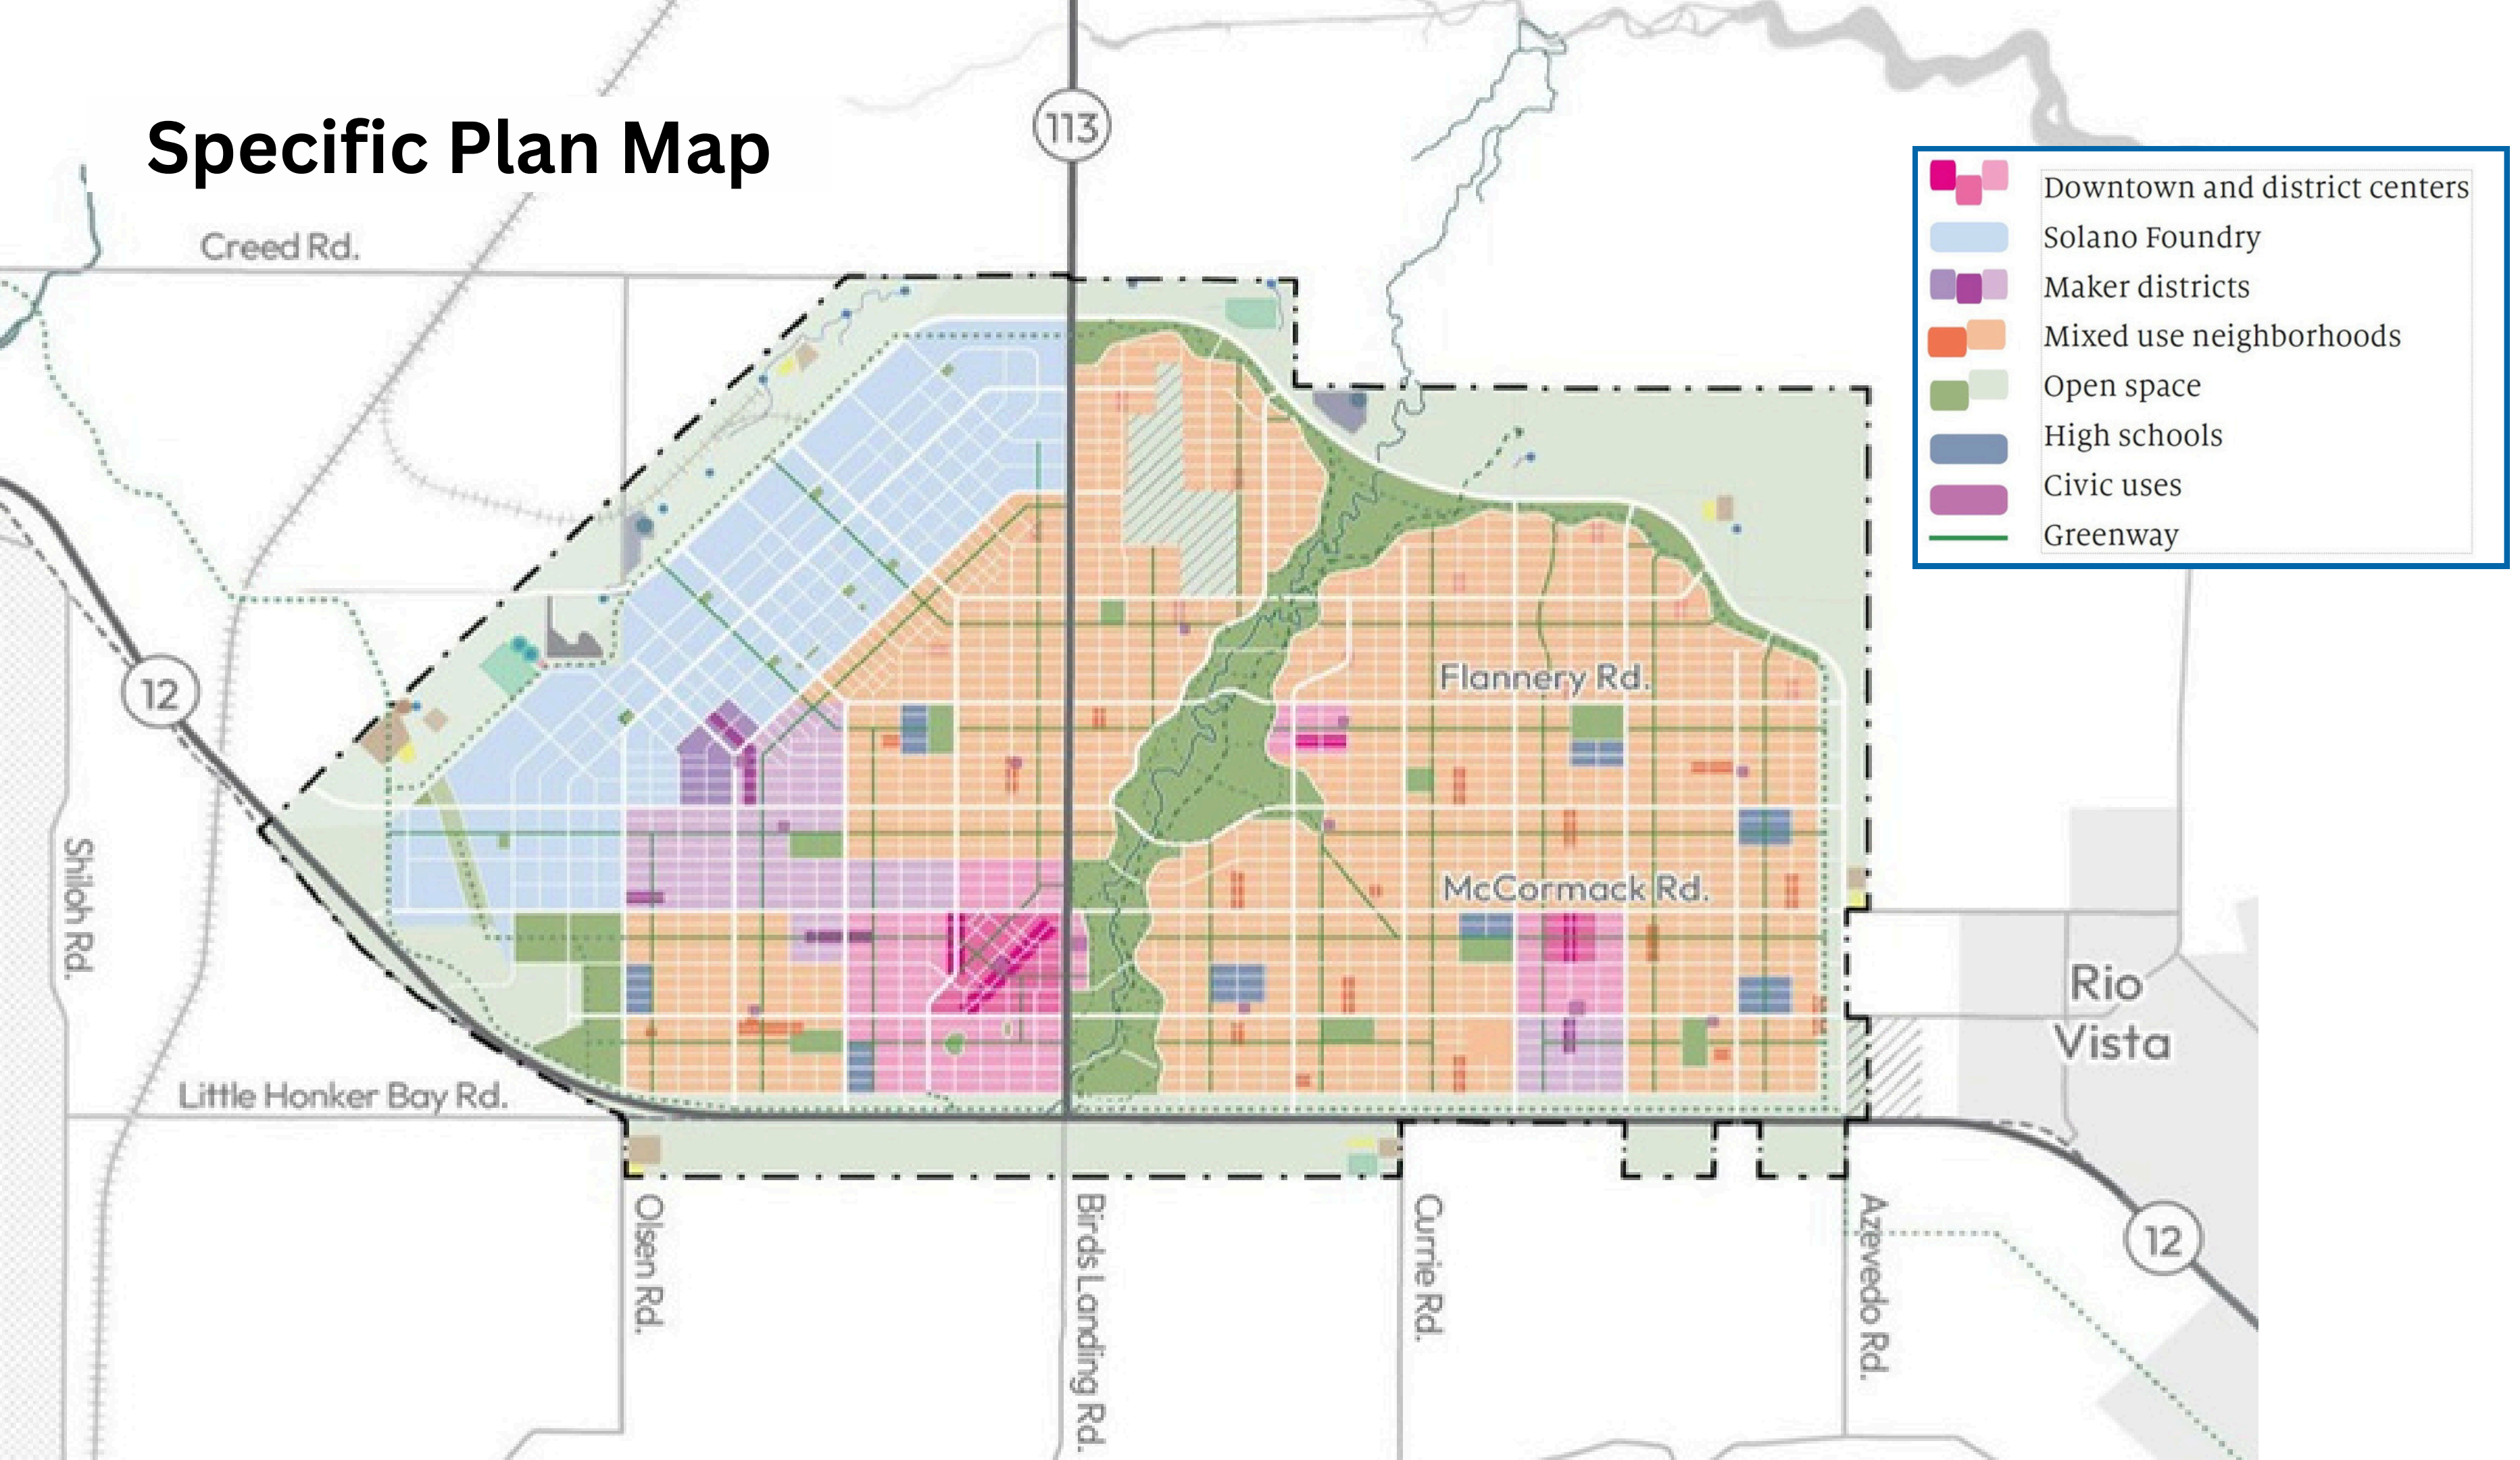 Specific Plan Map
113
Creed Rd.
Downtown and district centers
Solano Foundry
Maker districts
Mixed use neighborhoods
Open space
High schools
Civic uses
Greenway
12
Flannery Rd.
McCormack Rd.
Shiloh Rd.
Rio
Vista
Little Honker Bay Rd.
Olsen Rd.
Birds Landing Rd.
Currie Rd.
Azevedo Rd.
12